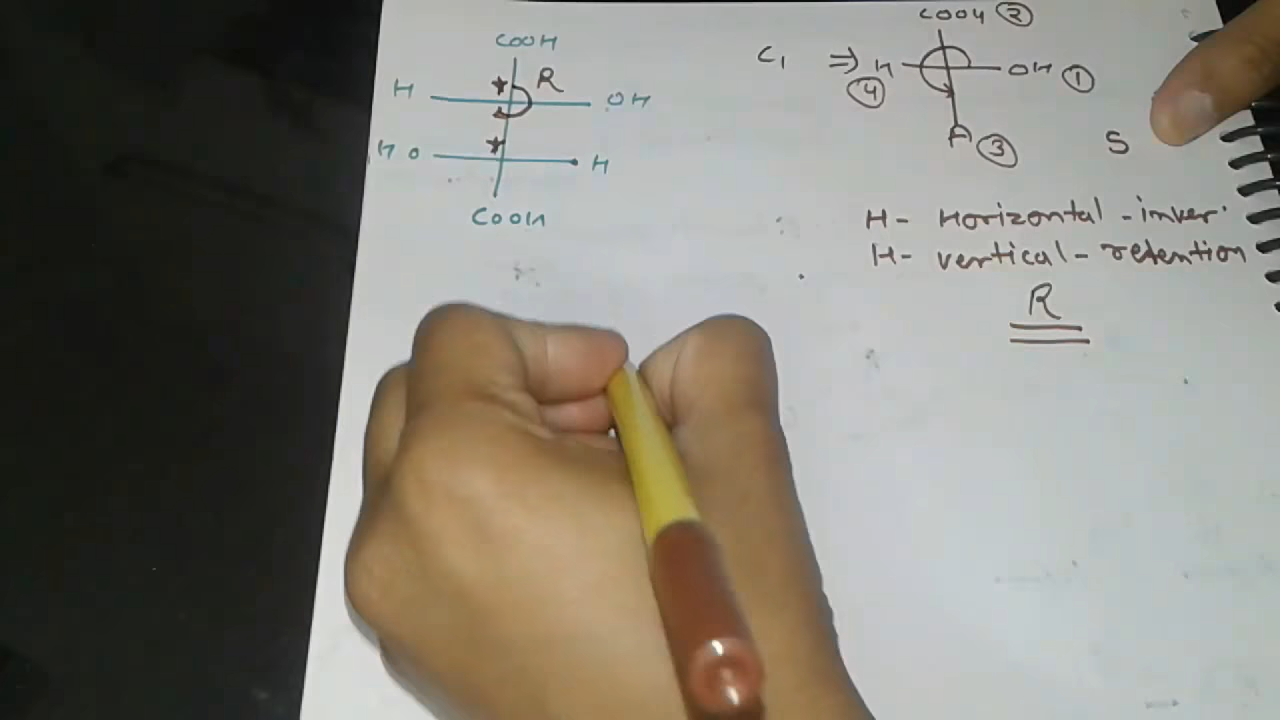 COOH
H R OH
HO H
COOH
C1 ⇒ COOH ②
H OH ①
④
A ③
S
H- Horizontal - inver.
H- vertical - retention
R